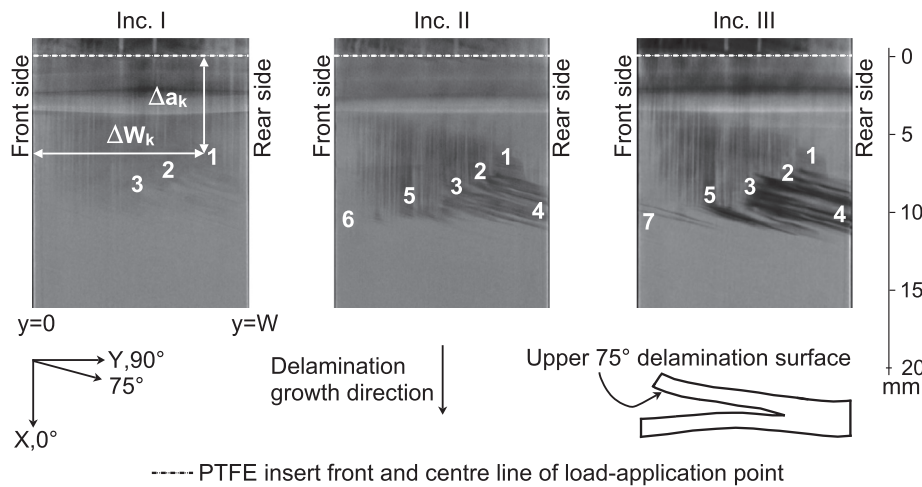 Inc. I
Inc. II
Inc. III
Front side
Δaₖ
ΔWₖ
1
2
3
Rear side
Front side
1
2
3
4
5
6
Rear side
Front side
1
2
3
4
5
7
Rear side
0
5
10
15
20
mm
y=0
y=W
Y,90°
75°
X,0°
Delamination
growth direction
Upper 75° delamination surface
PTFE insert front and centre line of load-application point